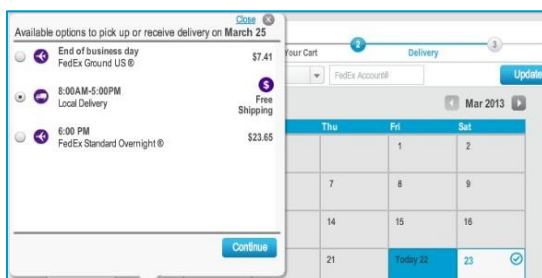 Close
Available options to pick up or receive delivery on March 25
End of business day
FedEx Ground US ®
$7.41
8:00AM-5:00PM
Local Delivery
$
Free
Shipping
6:00 PM
FedEx Standard Overnight ®
$23.65
Continue
Your Cart
2
Delivery
3
FedEx Account#
Update
Mar 2013
Thu
Fri
Sat
1
2
7
8
9
14
15
16
21
Today 22
23